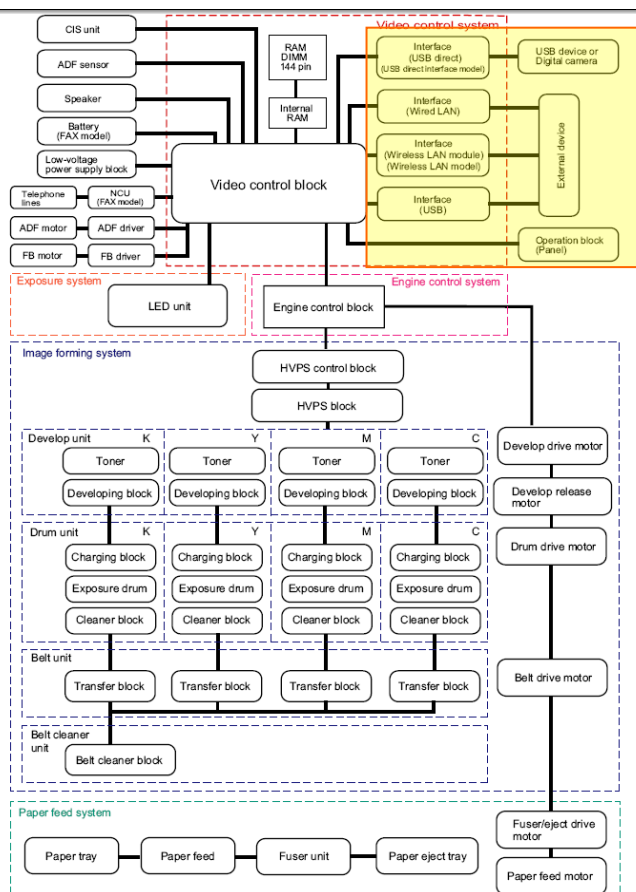 Video control system
CIS unit
ADF sensor
Speaker
Battery
(FAX model)
Low-voltage
power supply block
Telephone
lines
NCU
(FAX model)
ADF motor
ADF driver
FB motor
FB driver
RAM
DIMM
144 pin
Internal
RAM
Video control block
Interface
(USB direct)
(USB direct interface model)
USB device or
Digital camera
Interface
(Wired LAN)
Interface
(Wireless LAN module)
(Wireless LAN model)
Interface
(USB)
External device
Operation block
(Panel)
Exposure system
LED unit
Engine control system
Engine control block
Image forming system
HVPS control block
HVPS block
Develop unit
K
Y
M
C
Toner
Toner
Toner
Toner
Developing block
Developing block
Developing block
Developing block
Drum unit
K
Y
M
C
Charging block
Charging block
Charging block
Charging block
Exposure drum
Exposure drum
Exposure drum
Exposure drum
Cleaner block
Cleaner block
Cleaner block
Cleaner block
Belt unit
Transfer block
Transfer block
Transfer block
Transfer block
Belt cleaner
unit
Belt cleaner block
Develop drive motor
Develop release
motor
Drum drive motor
Belt drive motor
Paper feed system
Paper tray
Paper feed
Fuser unit
Paper eject tray
Fuser/eject drive
motor
Paper feed motor